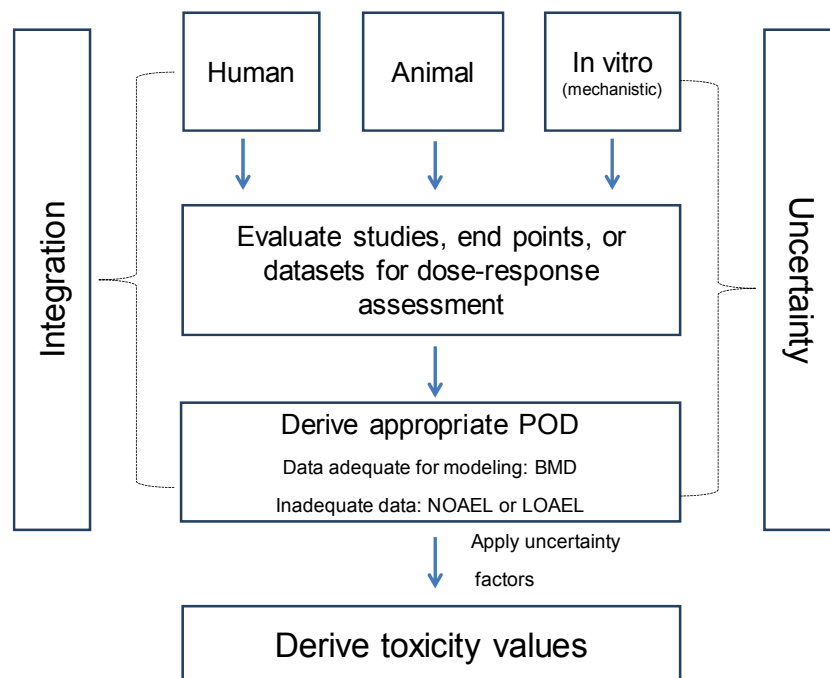 Human
Animal
In vitro
(mechanistic)
Integration
Uncertainty
Evaluate studies, end points, or
datasets for dose-response
assessment
Derive appropriate POD
Data adequate for modeling: BMD
Inadequate data: NOAEL or LOAEL
Apply uncertainty
factors
Derive toxicity values